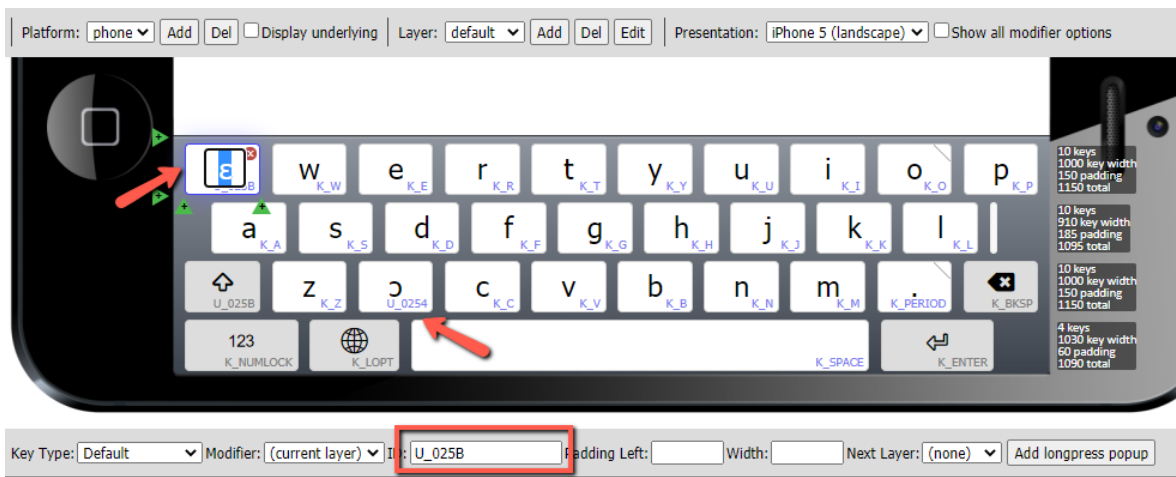 Platform: phone Add Del Display underlying Layer: default Add Del Edit Presentation: iPhone 5 (landscape) Show all modifier options
ɛ w e r t y u i o p
K_W K_E K_R K_T K_Y K_U K_I K_O K_P
10 keys
1000 key width
150 padding
1150 total
a s d f g h j k l
K_A K_S K_D K_F K_G K_H K_J K_K K_L
10 keys
910 key width
185 padding
1095 total
z ɔ c v b n m .
U_025B K_Z U_0254 K_C K_V K_B K_N K_M K_PERIOD K_BKSP
10 keys
1000 key width
150 padding
1150 total
123
K_NUMLOCK K_LOPT K_SPACE K_ENTER
4 keys
1030 key width
60 padding
1090 total
Key Type: Default Modifier: (current layer) ID: U_025B Padding Left: Width: Next Layer: (none) Add longpress popup